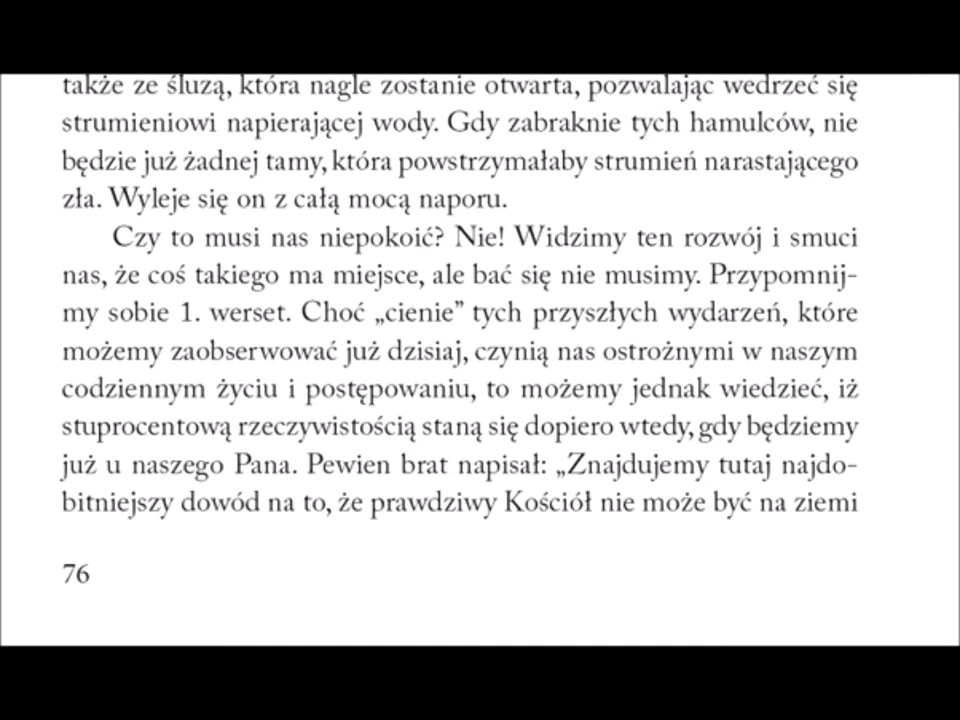 także ze śluzą, która nagle zostanie otwarta, pozwalając wedrzeć się
strumieniowi napierającej wody. Gdy zabraknie tych hamulców, nie
będzie już żadnej tamy, która powstrzymałaby strumień narastającego
zła. Wyleje się on z całą mocą naporu.
Czy to musi nas niepokoić? Nie! Widzimy ten rozwój i smuci
nas, że coś takiego ma miejsce, ale bać się nie musimy. Przypomnij-
my sobie 1. werset. Choć „cienie” tych przyszłych wydarzeń, które
możemy zaobserwować już dzisiaj, czynią nas ostrożnymi w naszym
codziennym życiu i postępowaniu, to możemy jednak wiedzieć, iż
stuprocentową rzeczywistością staną się dopiero wtedy, gdy będziemy
już u naszego Pana. Pewien brat napisał: „Znajdujemy tutaj najdo-
bitniejszy dowód na to, że prawdziwy Kościół nie może być na ziemi
76